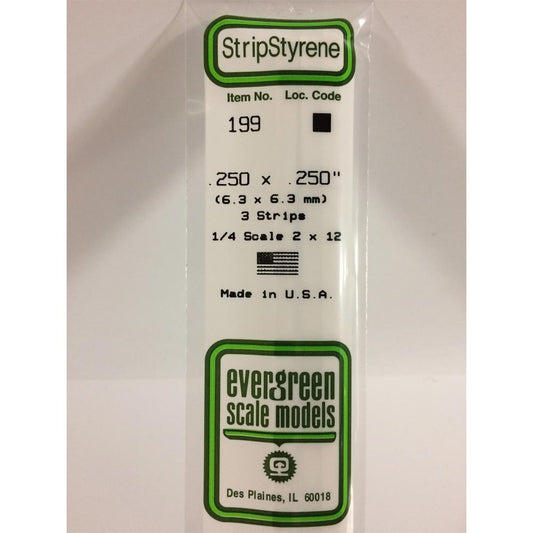 StripStyrene
Item No. Loc. Code
199
.250 x .250"
(6.3 x 6.3 mm)
3 Strips
1/4 Scale 2 x 12
Made in U.S.A.
evergreen
scale models
Des Plaines, IL 60018